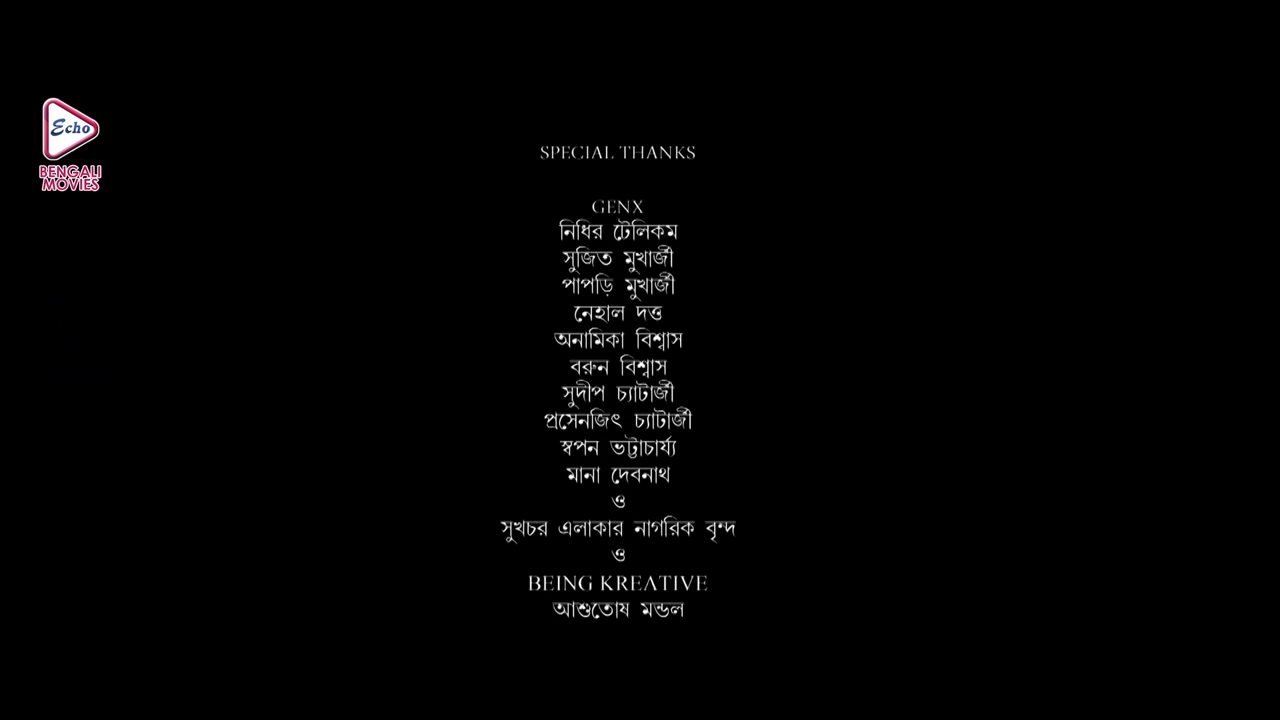 Echo
BENGALI
MOVIES
SPECIAL THANKS
GENX
নিধির টেলিকম
সুজিত মুখার্জী
পাপড়ি মুখার্জী
নেহাল দত্ত
অনামিকা বিশ্বাস
বরুন বিশ্বাস
সুদীপ চ্যাটার্জী
প্রসেনজিৎ চ্যাটার্জী
স্বপন ভট্টাচার্য্য
মানা দেবনাথ
ও
সুখচর এলাকার নাগরিক বৃন্দ
ও
BEING KREATIVE
আশুতোষ মন্ডল